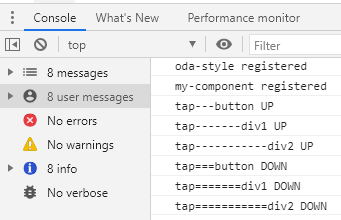 Console What's New Performance monitor
top Filter
8 messages
8 user messages
No errors
No warnings
8 info
No verbose
oda-style registered
my-component registered
tap---button UP
tap-------div1 UP
tap-----------div2 UP
tap===button DOWN
tap=======div1 DOWN
tap===========div2 DOWN